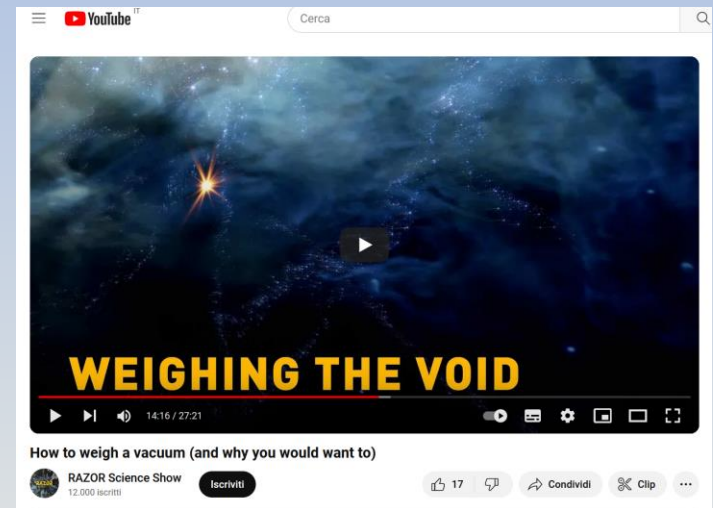 YouTube IT
Cerca
WEIGHING THE VOID
14:16 / 27:21
How to weigh a vacuum (and why you would want to)
RAZOR Science Show
12.000 iscritti
Iscriviti
17
Condividi
Clip